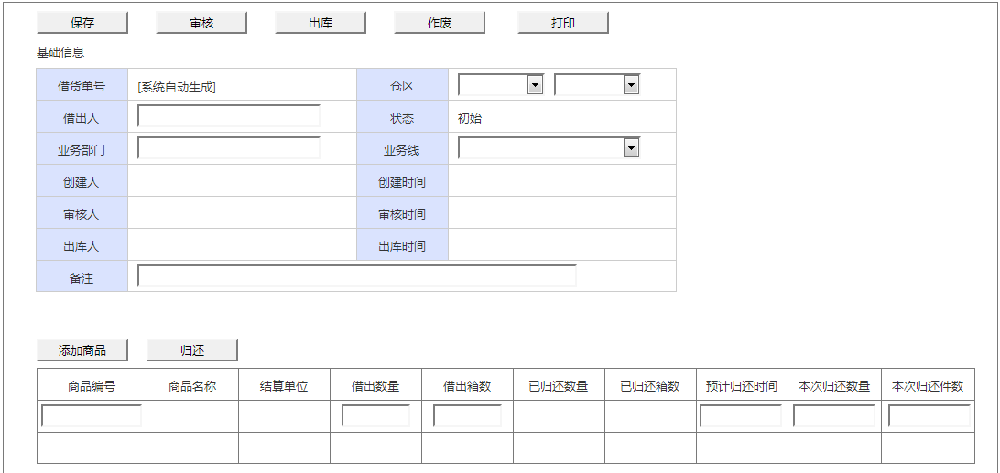 保存 审核 出库 作废 打印
基础信息
借货单号 [系统自动生成] 仓区
借出人 状态 初始
业务部门 业务线
创建人 创建时间
审核人 审核时间
出库人 出库时间
备注
添加商品 归还
商品编号 商品名称 结算单位 借出数量 借出箱数 已归还数量 已归还箱数 预计归还时间 本次归还数量 本次归还件数